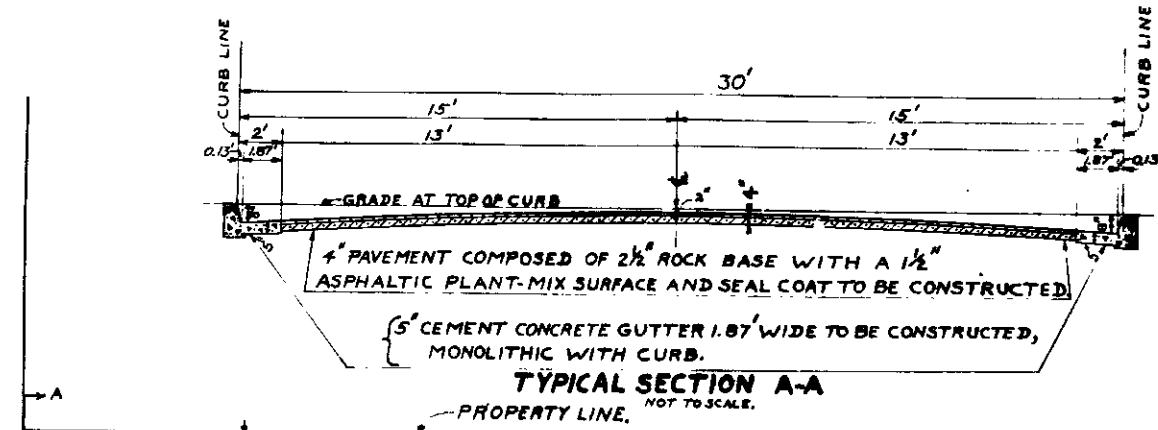 CURB LINE
CURB LINE
30'
15' 15'
2' 13' 13' 2'
0.13' 1.87' 1.87' 0.13
2" 4"
GRADE AT TOP OF CURB
4" PAVEMENT COMPOSED OF 2½" ROCK BASE WITH A 1½"
ASPHALTIC PLANT-MIX SURFACE AND SEAL COAT TO BE CONSTRUCTED
5" CEMENT CONCRETE GUTTER 1.87' WIDE TO BE CONSTRUCTED,
MONOLITHIC WITH CURB.
TYPICAL SECTION A-A
NOT TO SCALE.
A
PROPERTY LINE.